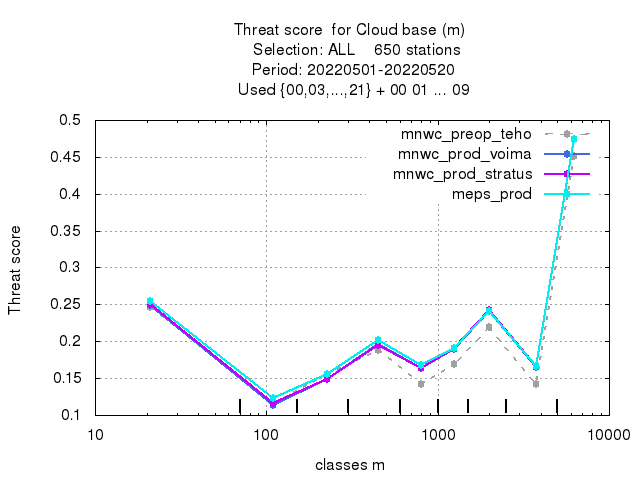 Threat score  for Cloud base (m)
Selection: ALL    650 stations
Period: 20220501-20220520
Used {00,03,...,21} + 00 01 ... 09
mnwc_preop_teho
mnwc_prod_voima
mnwc_prod_stratus
meps_prod
0.5
0.45
0.4
0.35
0.3
0.25
0.2
0.15
0.1
Threat score
10
100
1000
10000
classes m